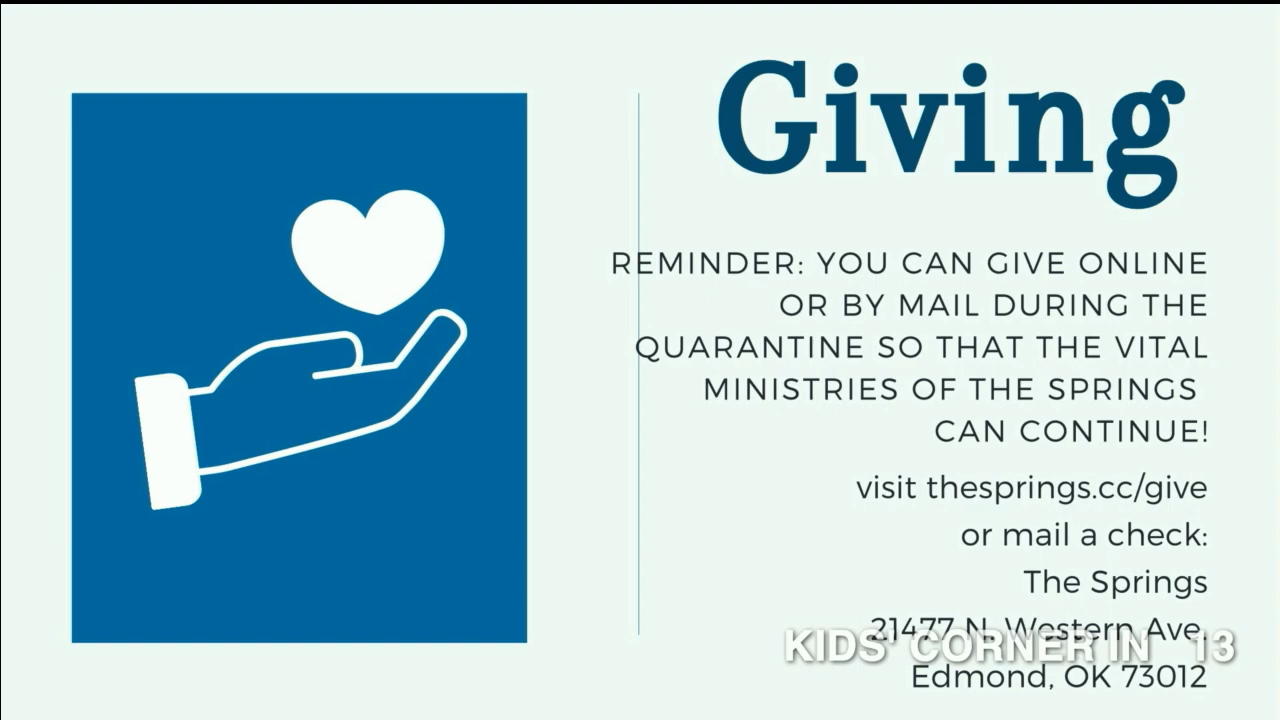 Giving
REMINDER: YOU CAN GIVE ONLINE
OR BY MAIL DURING THE
QUARANTINE SO THAT THE VITAL
MINISTRIES OF THE SPRINGS
CAN CONTINUE!
visit thesprings.cc/give
or mail a check:
The Springs
21477 N. Western Ave.
KIDS' CORNER IN 13
Edmond, OK 73012